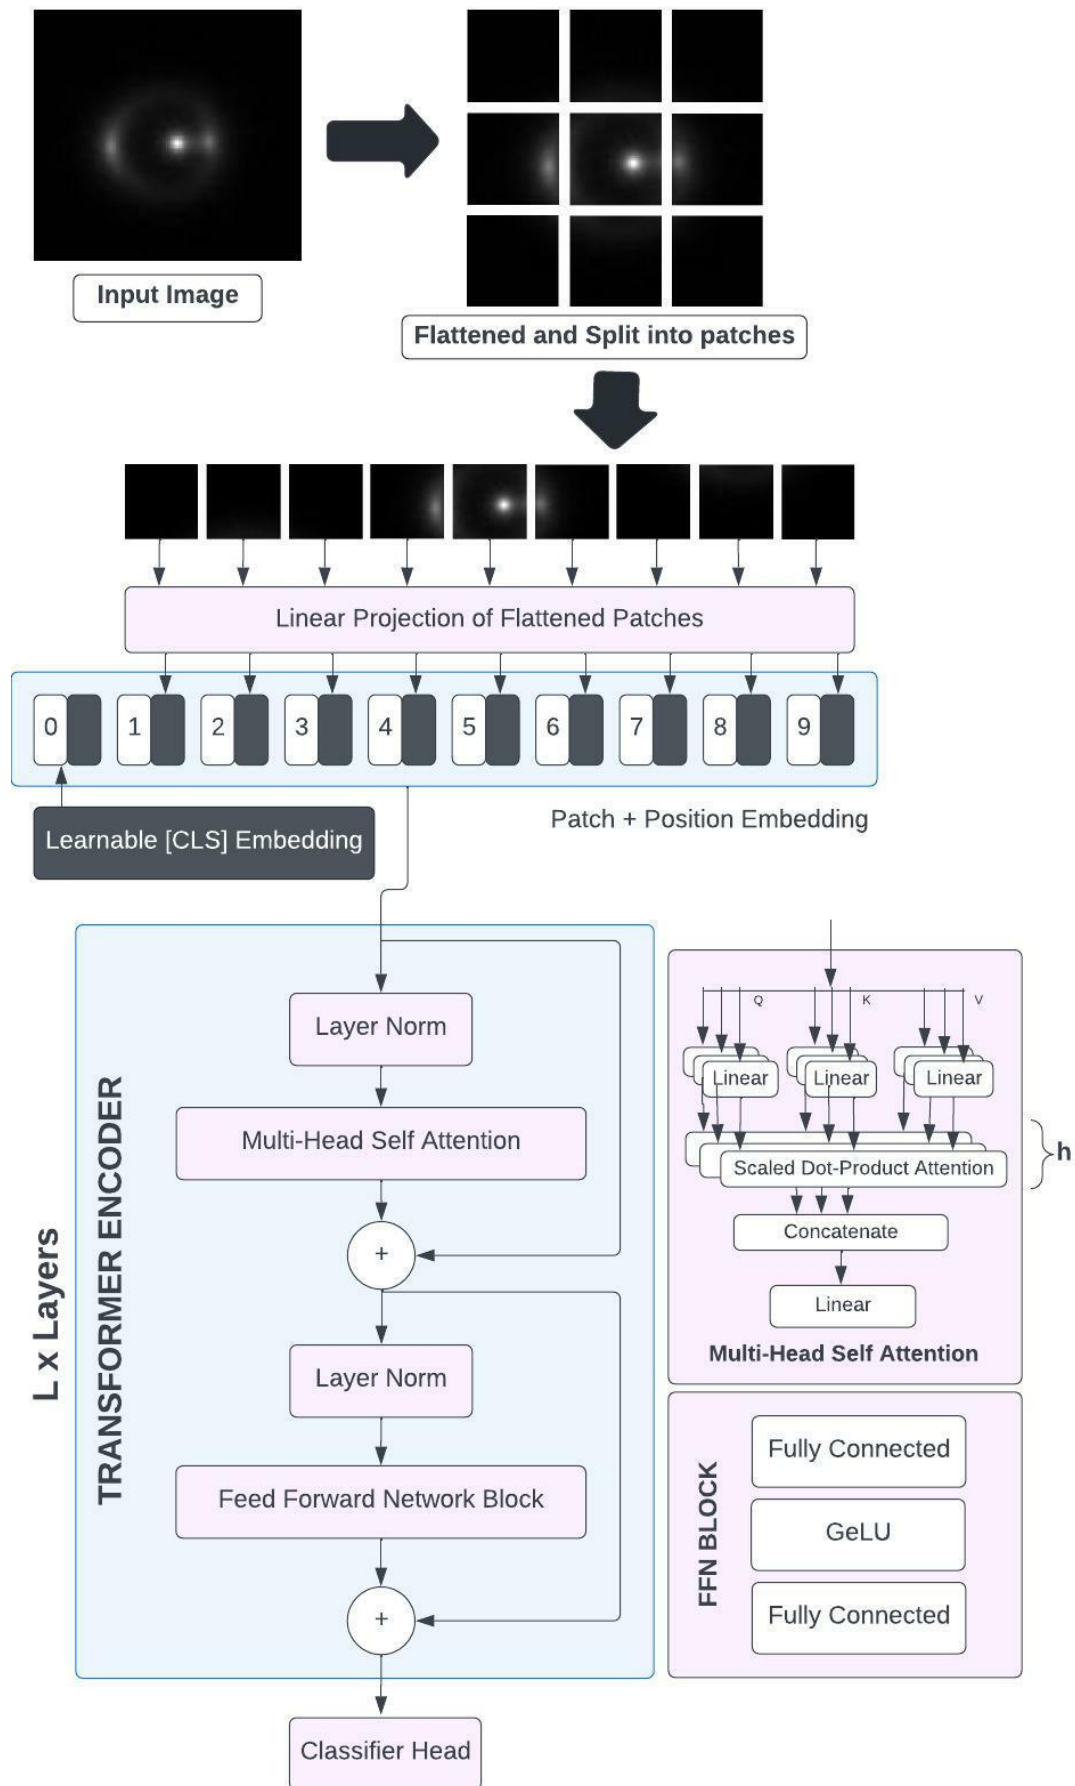 Input Image
Flattened and Split into patches
Linear Projection of Flattened Patches
0 1 2 3 4 5 6 7 8 9
Learnable [CLS] Embedding
Patch + Position Embedding
L x Layers
TRANSFORMER ENCODER
Layer Norm
Multi-Head Self Attention
+
Layer Norm
Feed Forward Network Block
+
Classifier Head
Q K V
Linear Linear Linear
Scaled Dot-Product Attention
h
Concatenate
Linear
Multi-Head Self Attention
FFN BLOCK
Fully Connected
GeLU
Fully Connected